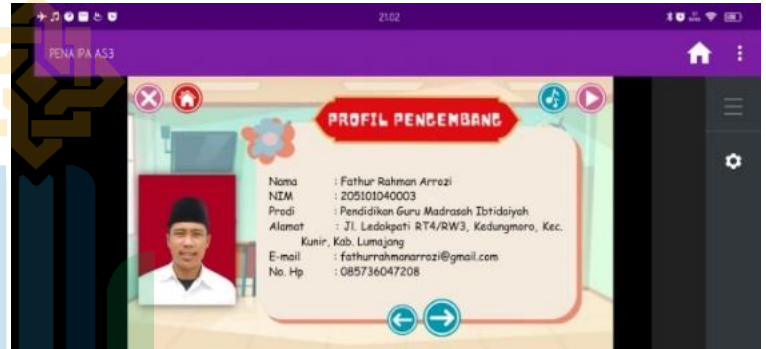 21.02
PENA IPA AS3
PROFIL PENGEMBANG
Nama : Fathur Rahman Arrozi
NIM : 205101040003
Prodi : Pendidikan Guru Madrasah Ibtidaiyah
Alamat : Jl. Ledokpati RT4/RW3, Kedungmoro, Kec.
Kunir, Kab. Lumajang
E-mail : fathurrahmanarrozi@gmail.com
No. Hp : 085736047208